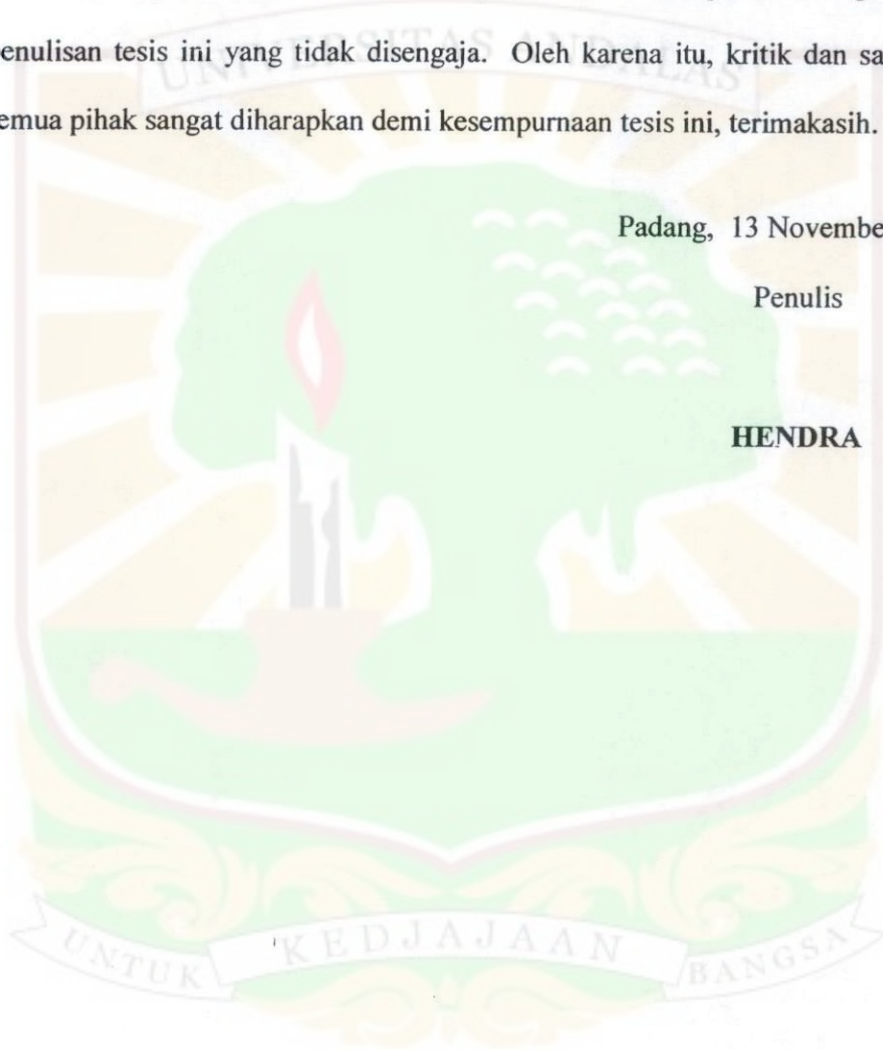 enulisan tesis ini yang tidak disengaja. Oleh karena itu, kritik dan sa
emua pihak sangat diharapkan demi kesempurnaan tesis ini, terimakasih.
Padang, 13 Novembe
Penulis
HENDRA
UNIVERSITAS ANDALAS
UNTUK KEDJAJAAN BANGSA